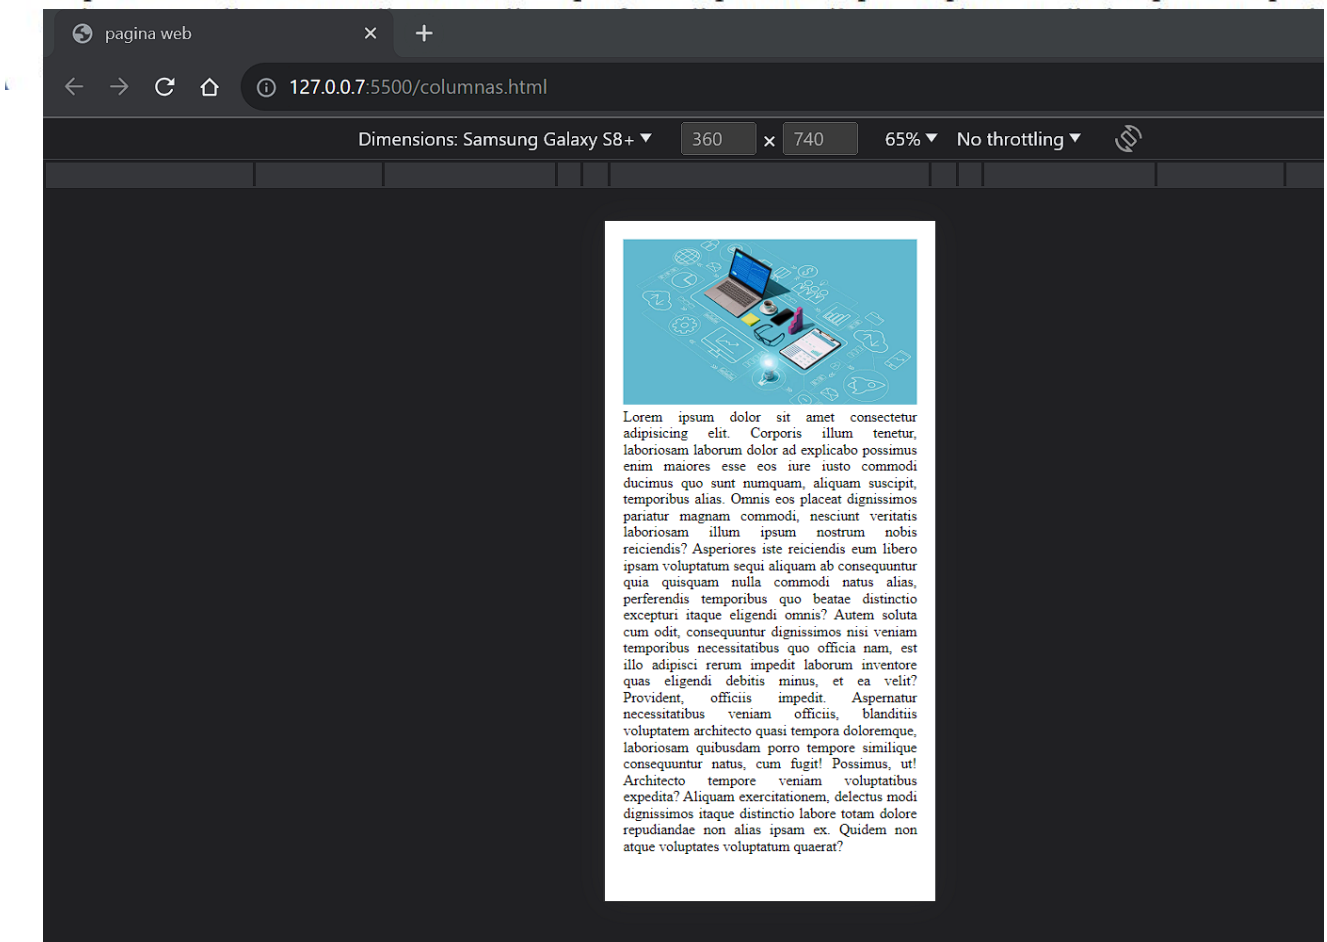 pagina web
127.0.0.7:5500/columnas.html
Dimensions: Samsung Galaxy S8+ 360 × 740 65% No throttling
Lorem ipsum dolor sit amet consectetur
adipisicing elit. Corporis illum tenetur,
laboriosam laborum dolor ad explicabo possimus
enim maiores esse eos iure iusto commodi
ducimus quo sunt numquam, aliquam suscipit,
temporibus alias. Omnis eos placeat dignissimos
pariatur magnam commodi, nesciunt veritatis
laboriosam illum ipsum nostrum nobis
reiciendis? Asperiores iste reiciendis eum libero
ipsam voluptatum sequi aliquam ab consequuntur
quia quisquam nulla commodi natus alias,
perferendis temporibus quo beatae distinctio
excepturi itaque eligendi omnis? Autem soluta
cum odit, consequuntur dignissimos nisi veniam
temporibus necessitatibus quo officia nam, est
illo adipisci rerum impedit laborum inventore
quas eligendi debitis minus, et ea velit?
Provident, officiis impedit. Aspernatur
necessitatibus veniam officiis, blanditiis
voluptatem architecto quasi tempora doloremque,
laboriosam quibusdam porro tempore similique
consequuntur natus, cum fugit! Possimus, ut!
Architecto tempore veniam voluptatibus
expedita? Aliquam exercitationem, delectus modi
dignissimos itaque distinctio labore totam dolore
repudiandae non alias ipsam ex. Quidem non
atque voluptates voluptatum quaerat?